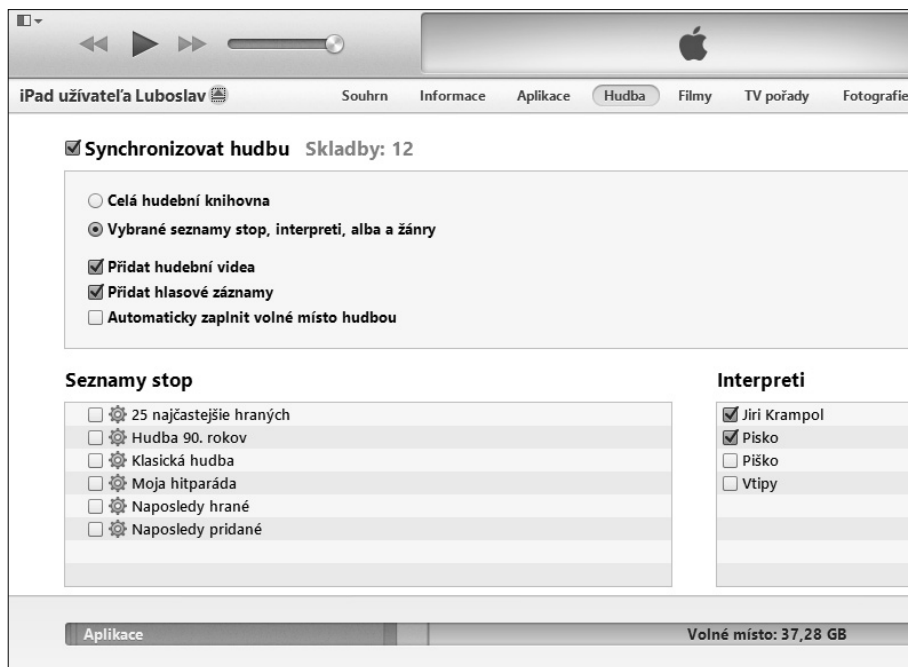 iPad užívateľa Luboslav Souhrn Informace Aplikace Hudba Filmy TV pořady Fotografie
Synchronizovat hudbu Skladby: 12
Celá hudební knihovna
Vybrané seznamy stop, interpreti, alba a žánry
Přidat hudební videa
Přidat hlasové záznamy
Automaticky zaplnit volné místo hudbou
Seznamy stop
25 najčastejšie hraných
Hudba 90. rokov
Klasická hudba
Moja hitparáda
Naposledy hrané
Naposledy pridané
Interpreti
Jiri Krampol
Pisko
Piško
Vtipy
Aplikace Volné místo: 37,28 GB